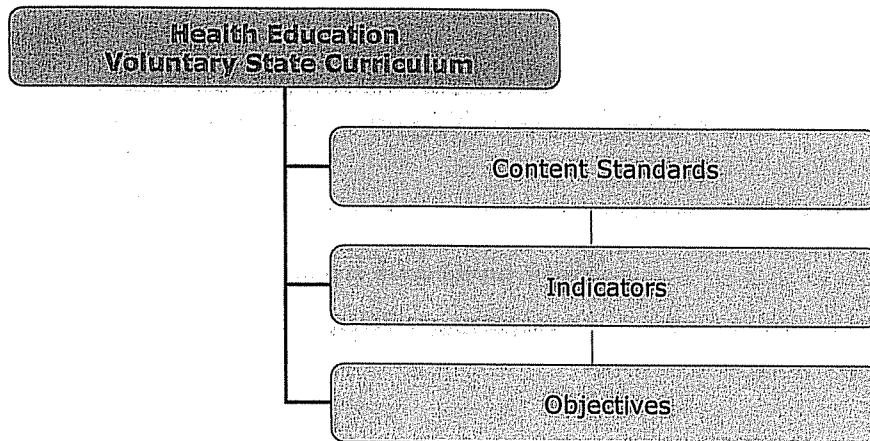 Health Education
Voluntary State Curriculum
Content Standards
Indicators
Objectives